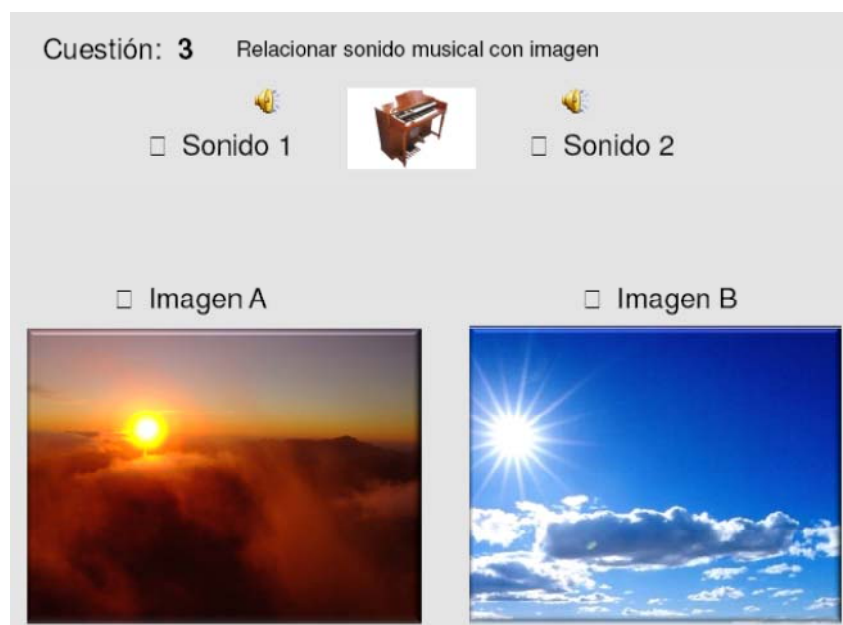 Cuestión: 3 Relacionar sonido musical con imagen
□ Sonido 1 □ Sonido 2
□ Imagen A □ Imagen B